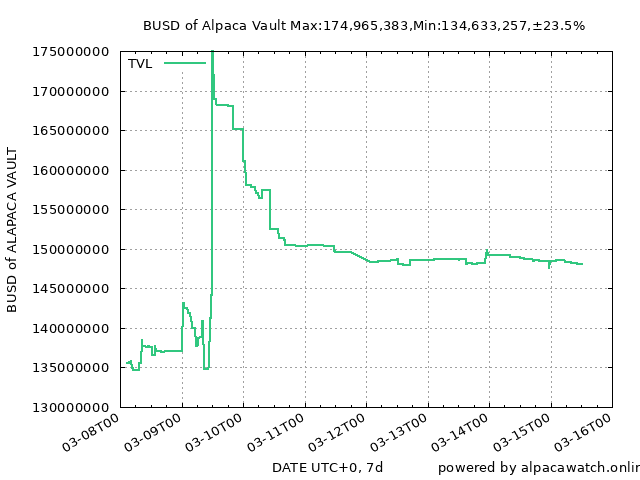 BUSD of Alpaca Vault Max:174,965,383,Min:134,633,257,±23.5%
TVL
175000000
170000000
165000000
160000000
155000000
150000000
145000000
140000000
135000000
130000000
BUSD of ALAPACA VAULT
03-08T00
03-09T00
03-10T00
03-11T00
03-12T00
03-13T00
03-14T00
03-15T00
03-16T00
DATE UTC+0, 7d
powered by alpacawatch.onlin